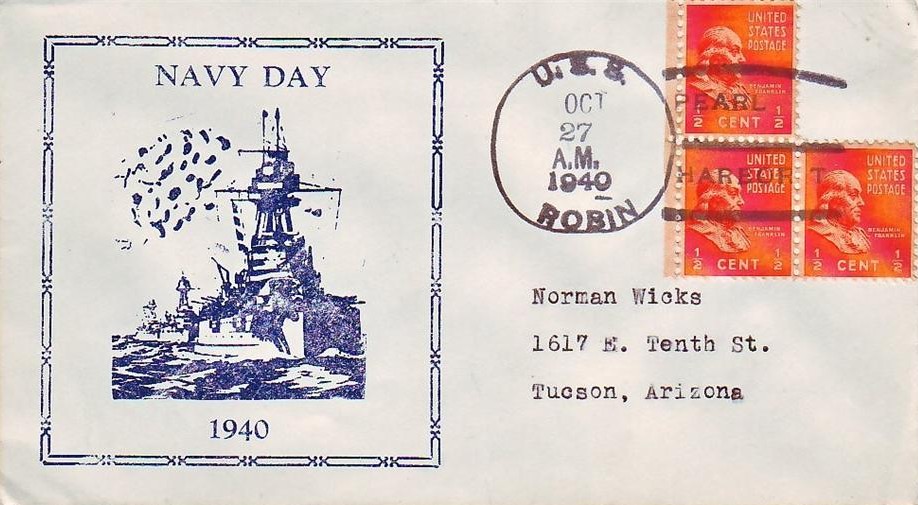 NAVY DAY
1940
U.S.S.
OCT
27
A.M.
1940
ROBIN
PEARL
UNITED
STATES
POSTAGE
BENJAMIN
FRANKLIN
1/2 CENT 1/2
UNITED
STATES
POSTAGE
BENJAMIN
FRANKLIN
1/2 CENT 1/2
UNITED
STATES
POSTAGE
BENJAMIN
FRANKLIN
1/2 CENT 1/2
Norman Wicks
1617 E. Tenth St.
Tucson, Arizona